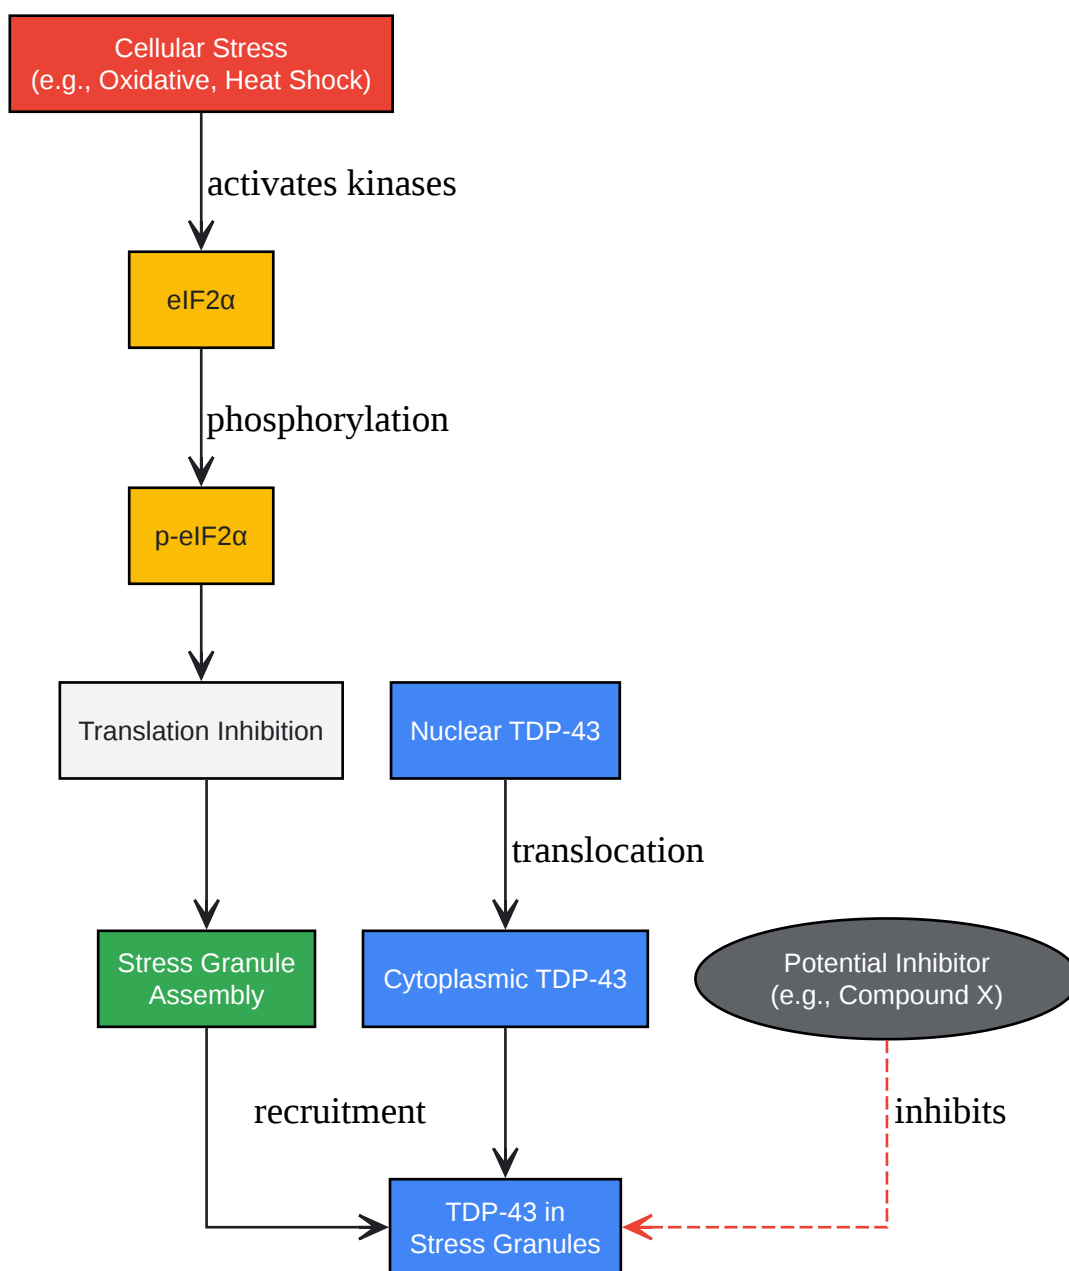 Cellular Stress
(e.g., Oxidative, Heat Shock)
activates kinases
eIF2α
phosphorylation
p-eIF2α
Translation Inhibition
Nuclear TDP-43
translocation
Stress Granule
Assembly
Cytoplasmic TDP-43
Potential Inhibitor
(e.g., Compound X)
recruitment
inhibits
TDP-43 in
Stress Granules